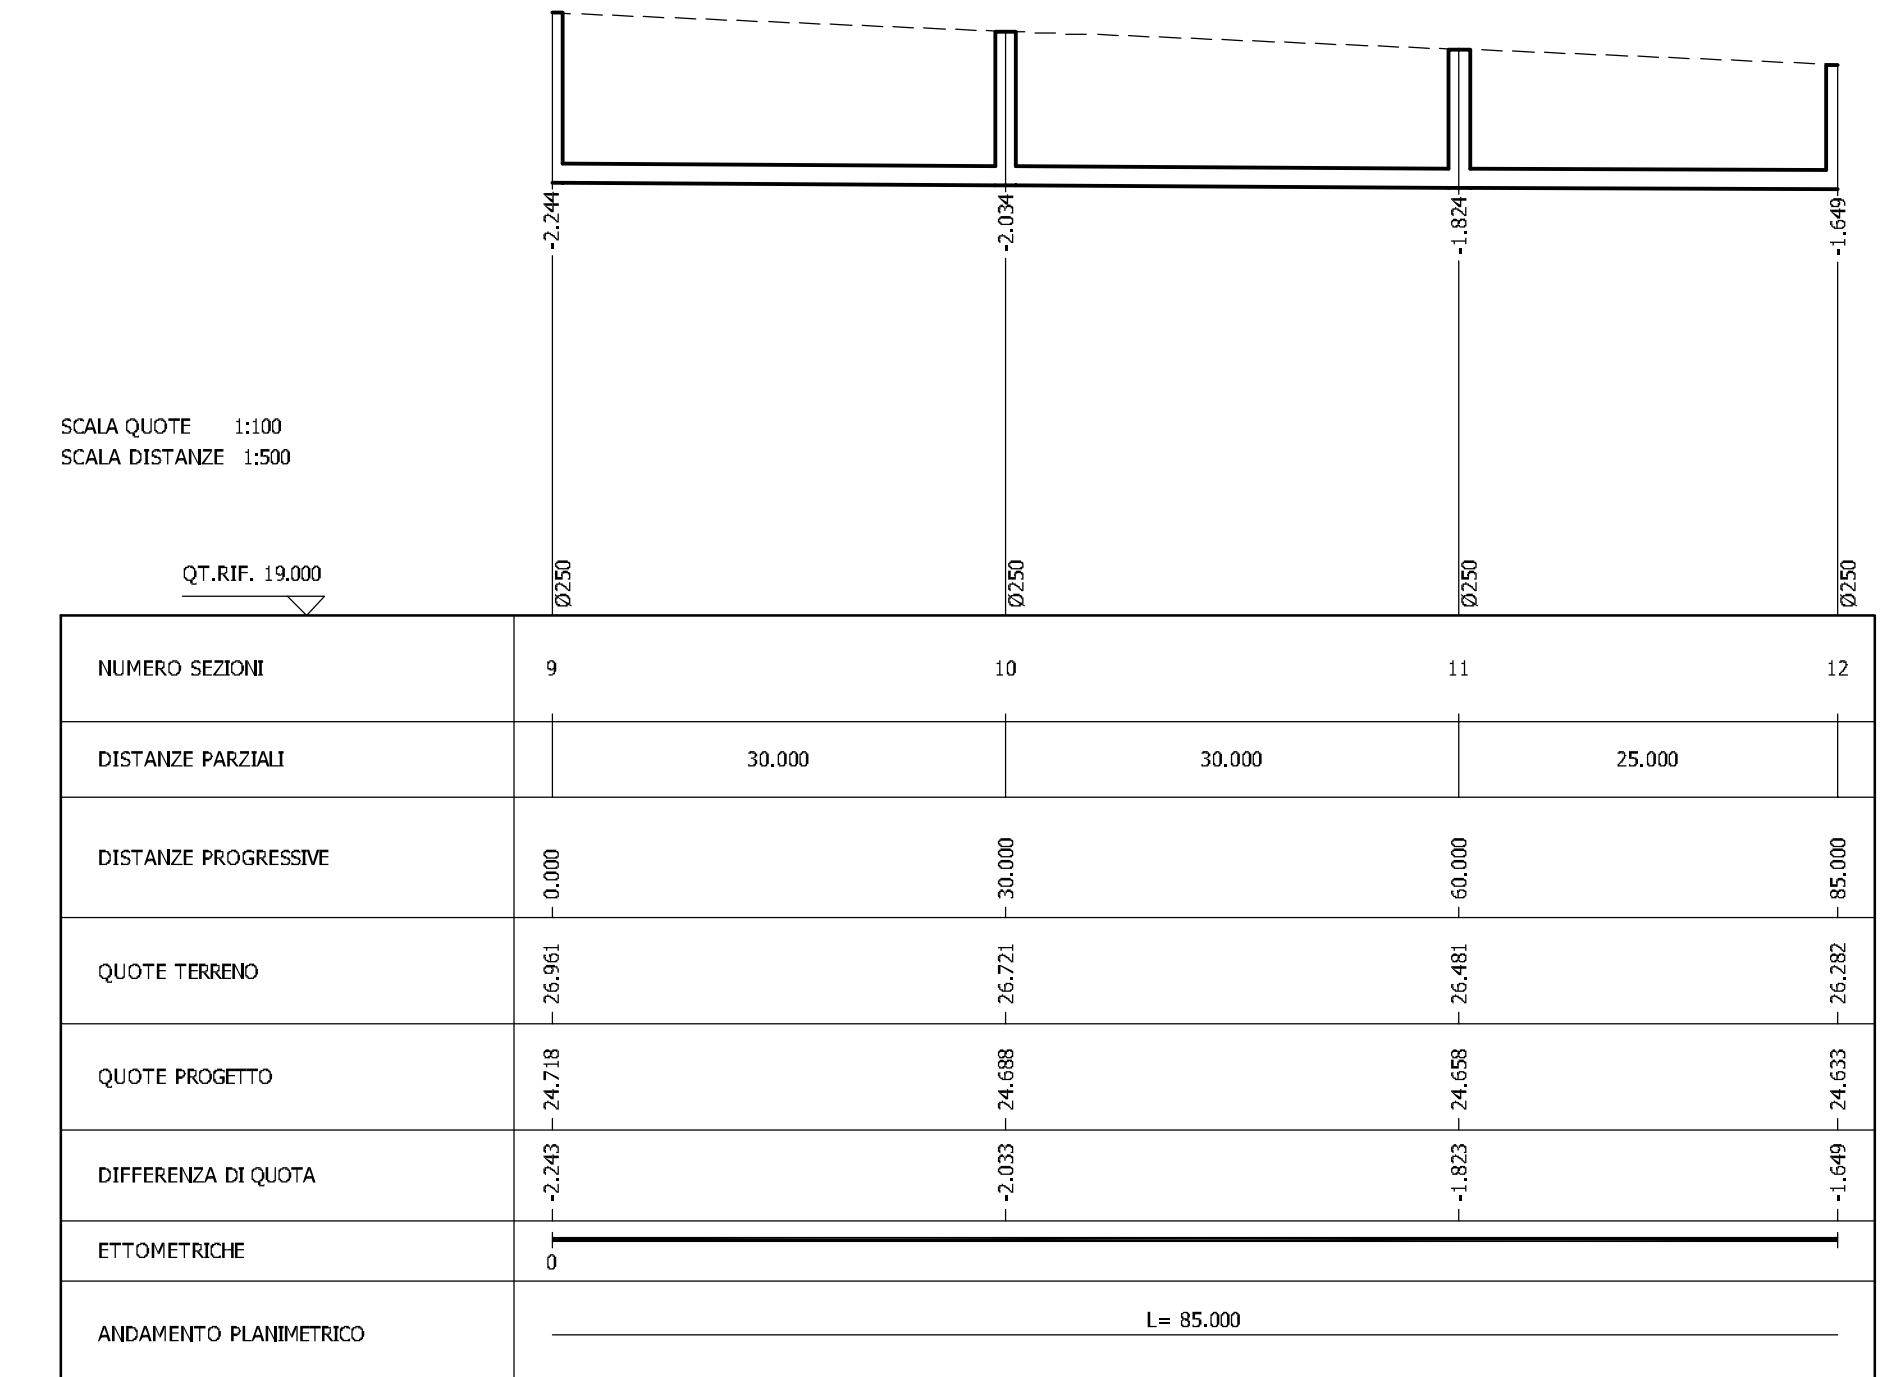 -2.244 -2.034 -1.824 -1.649
SCALA QUOTE 1:100
SCALA DISTANZE 1:500
QT.RIF. 19.000
Ø250 Ø250 Ø250 Ø250
NUMERO SEZIONI 9 10 11 12
DISTANZE PARZIALI 30.000 30.000 25.000
DISTANZE PROGRESSIVE 0.000 30.000 60.000 85.000
QUOTE TERRENO 26.961 26.721 26.481 26.282
QUOTE PROGETTO 24.718 24.688 24.658 24.633
DIFFERENZA DI QUOTA -2.243 -2.033 -1.823 -1.649
ETTOMETRICHE 0
ANDAMENTO PLANIMETRICO L= 85.000